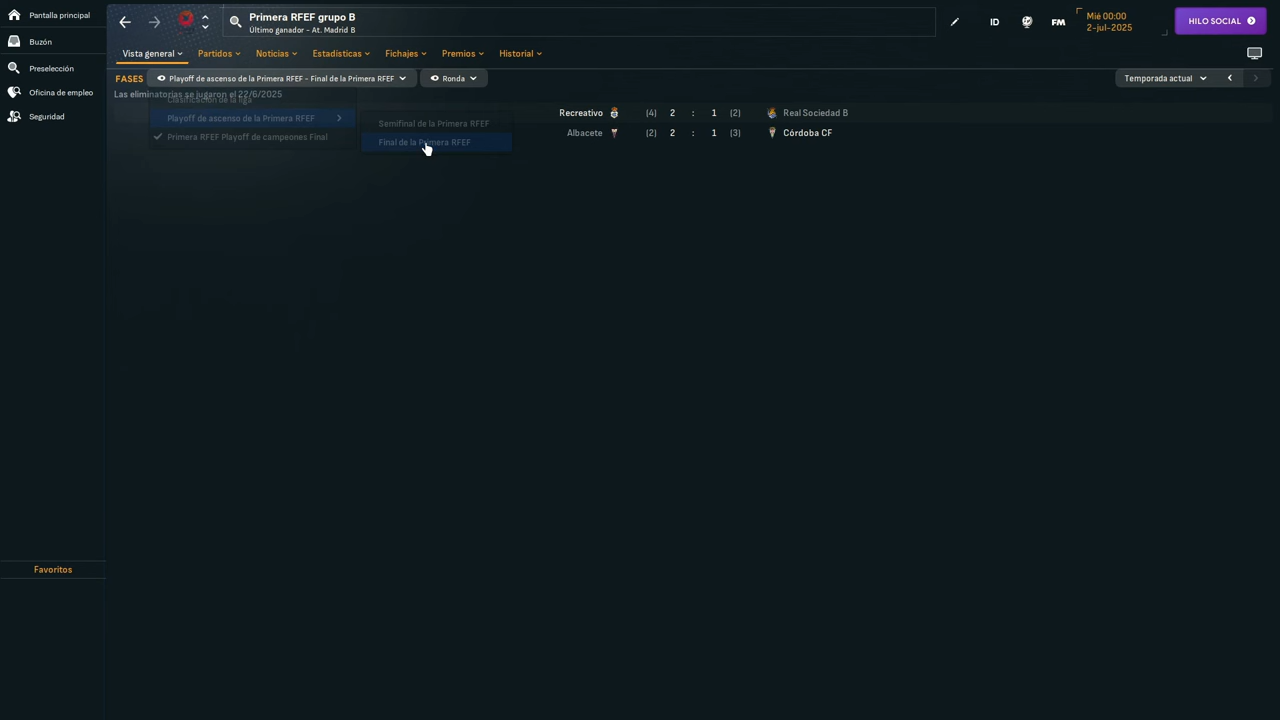 Pantalla principal
Buzón
Preselección
Oficina de empleo
Seguridad
Favoritos
Primera RFEF grupo B
Último ganador - At. Madrid B
ID
FM
Mié 00:00
2-jul-2025
HILO SOCIAL
Vista general
Partidos
Noticias
Estadísticas
Fichajes
Premios
Historial
FASES
Playoff de ascenso de la Primera RFEF - Final de la Primera RFEF
Ronda
Temporada actual
Las eliminatorias se jugaron el 22/6/2025
Clasificación de la liga
Playoff de ascenso de la Primera RFEF
Primera RFEF Playoff de campeones Final
Semifinal de la Primera RFEF
Final de la Primera RFEF
Recreativo (4) 2 : 1 (2) Real Sociedad B
Albacete (2) 2 : 1 (3) Córdoba CF